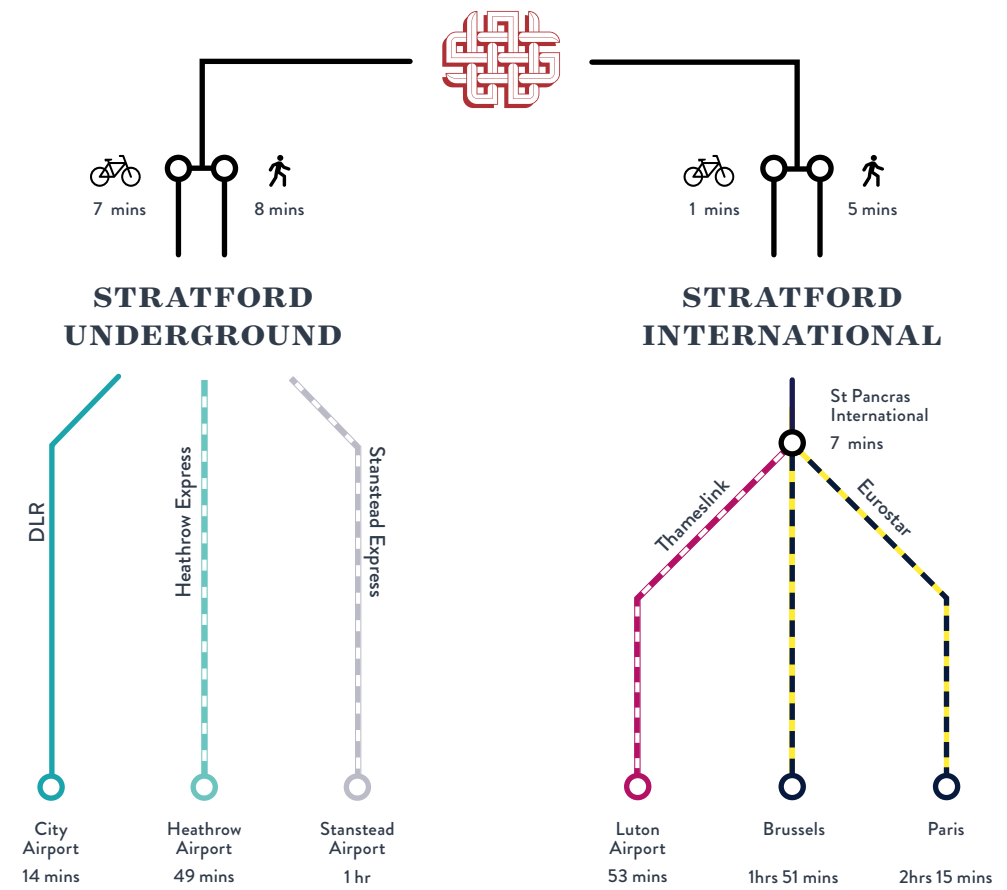 7 mins
8 mins
1 mins
5 mins
STRATFORD
UNDERGROUND
STRATFORD
INTERNATIONAL
St Pancras
International
7 mins
DLR
Heathrow Express
Stanstead Express
Thameslink
Eurostar
City
Airport
14 mins
Heathrow
Airport
49 mins
Stanstead
Airport
1 hr
Luton
Airport
53 mins
Brussels
1hrs 51 mins
Paris
2hrs 15 mins